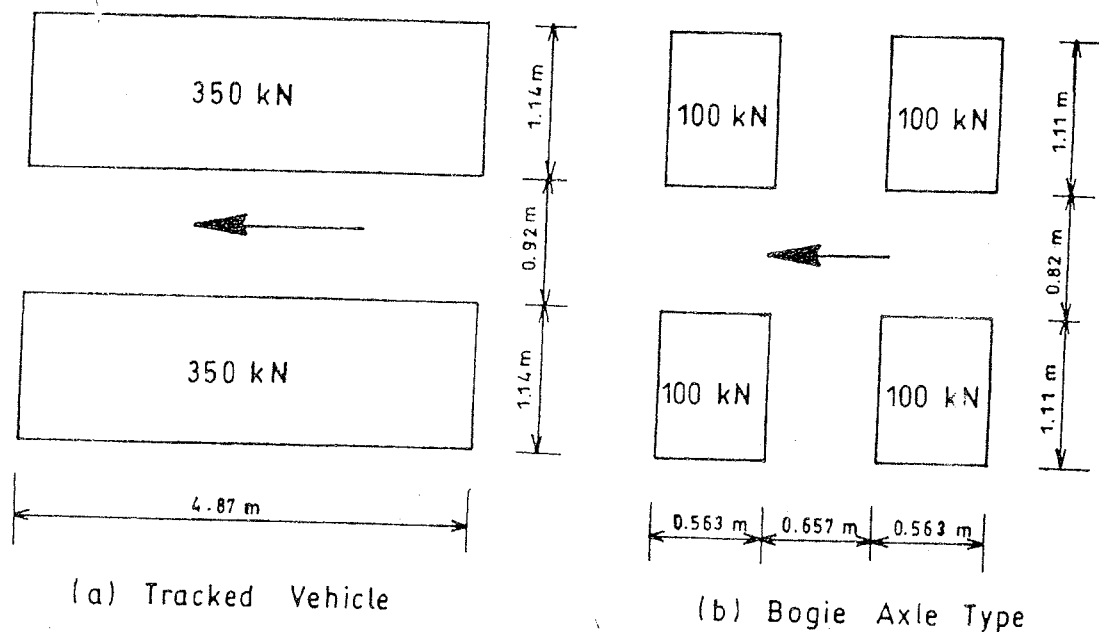 350 kN
1.14 m
0.92 m
350 kN
1.14 m
4.87 m
(a) Tracked Vehicle
100 kN
100 kN
1.11 m
0.82 m
100 kN
100 kN
1.11 m
0.563 m
0.657 m
0.563 m
(b) Bogie Axle Type